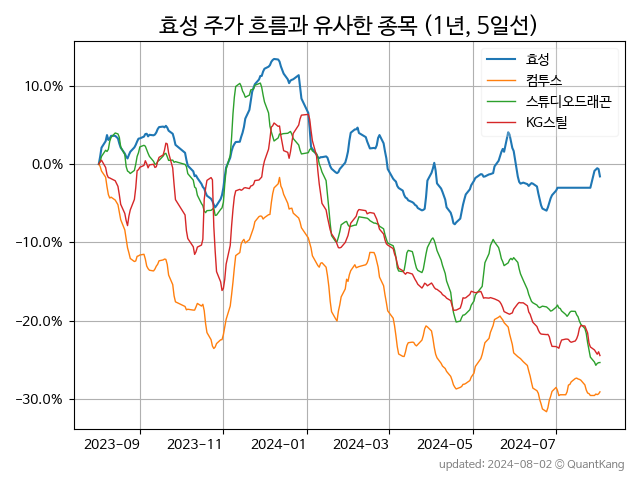 효성 주가 흐름과 유사한 종목 (1년, 5일선)
효성
컴투스
스튜디오드래곤
KG스틸
10.0%
0.0%
−10.0%
−20.0%
−30.0%
2023-09
2023-11
2024-01
2024-03
2024-05
2024-07
updated: 2024-08-02 © QuantKang